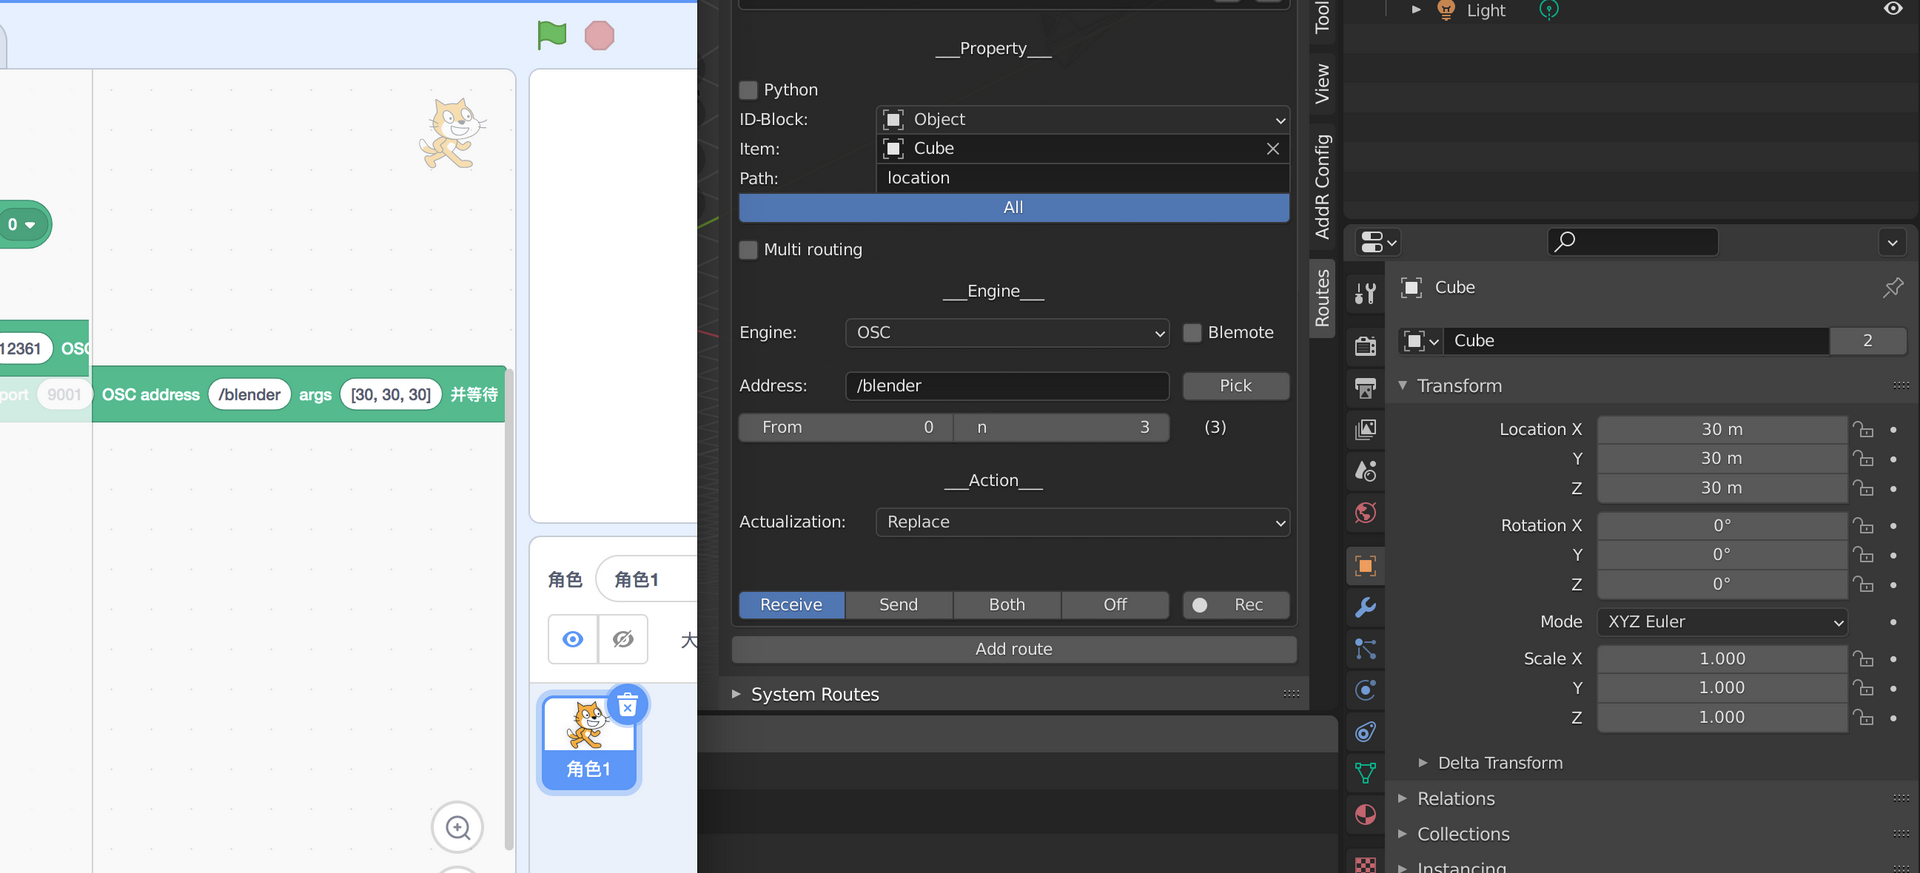 0
12361 OSC
port 9001 OSC address /blender args [30, 30, 30] 并等待
角色 角色1
大
角色1
___Property___
Python
ID-Block: Object
Item: Cube
Path: location
All
Multi routing
___Engine___
Engine: OSC Blemote
Address: /blender Pick
From 0 n 3 (3)
___Action___
Actualization: Replace
Receive Send Both Off Rec
Add route
System Routes
Tool
View
AddR Config
Routes
Light
Cube
Cube 2
Transform
Location X 30 m
Y 30 m
Z 30 m
Rotation X 0°
Y 0°
Z 0°
Mode XYZ Euler
Scale X 1.000
Y 1.000
Z 1.000
Delta Transform
Relations
Collections
Instancing